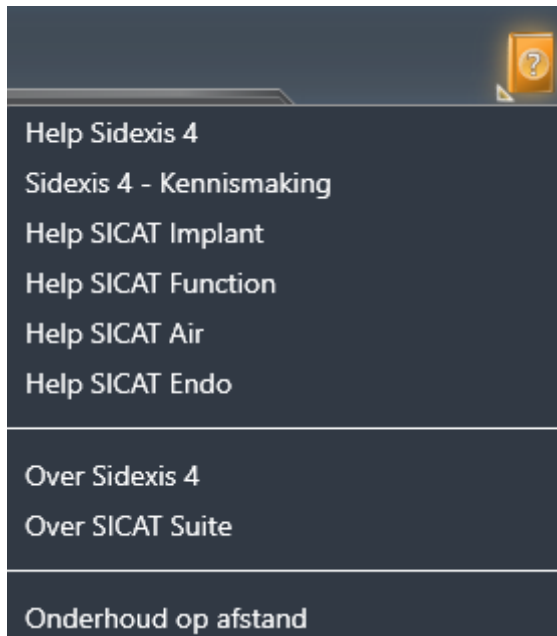 ?
Help Sidexis 4
Sidexis 4 - Kennismaking
Help SICAT Implant
Help SICAT Function
Help SICAT Air
Help SICAT Endo
Over Sidexis 4
Over SICAT Suite
Onderhoud op afstand